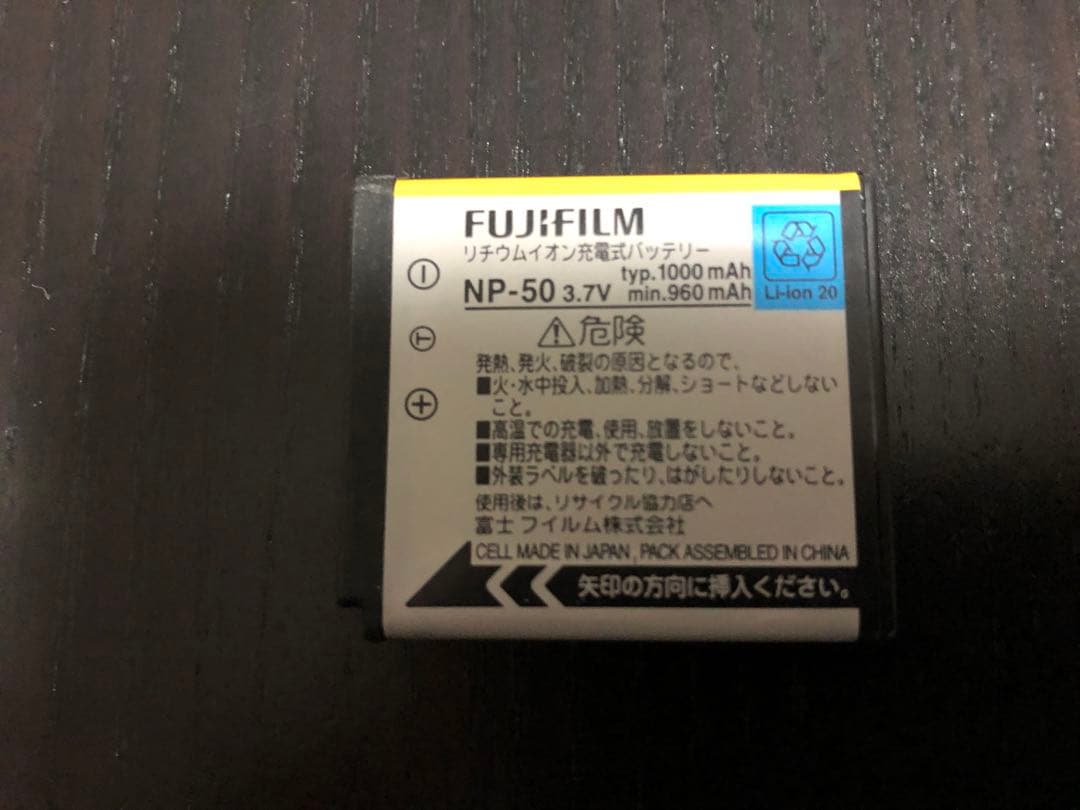 FUJIFILM
リチウムイオン充電式バッテリー
typ.1000 mAh
NP-50 3.7V min.960 mAh
Li-ion 20
⚠危険
発熱、発火、破裂の原因となるので、
■火・水中投入、加熱、分解、ショートなどしない
こと。
■高温での充電、使用、放置をしないこと。
■専用充電器以外で充電しないこと。
■外装ラベルを破ったり、はがしたりしないこと。
使用後は、リサイクル協力店へ
富士フイルム株式会社
CELL MADE IN JAPAN, PACK ASSEMBLED IN CHINA
矢印の方向に挿入ください。
− 
T
+